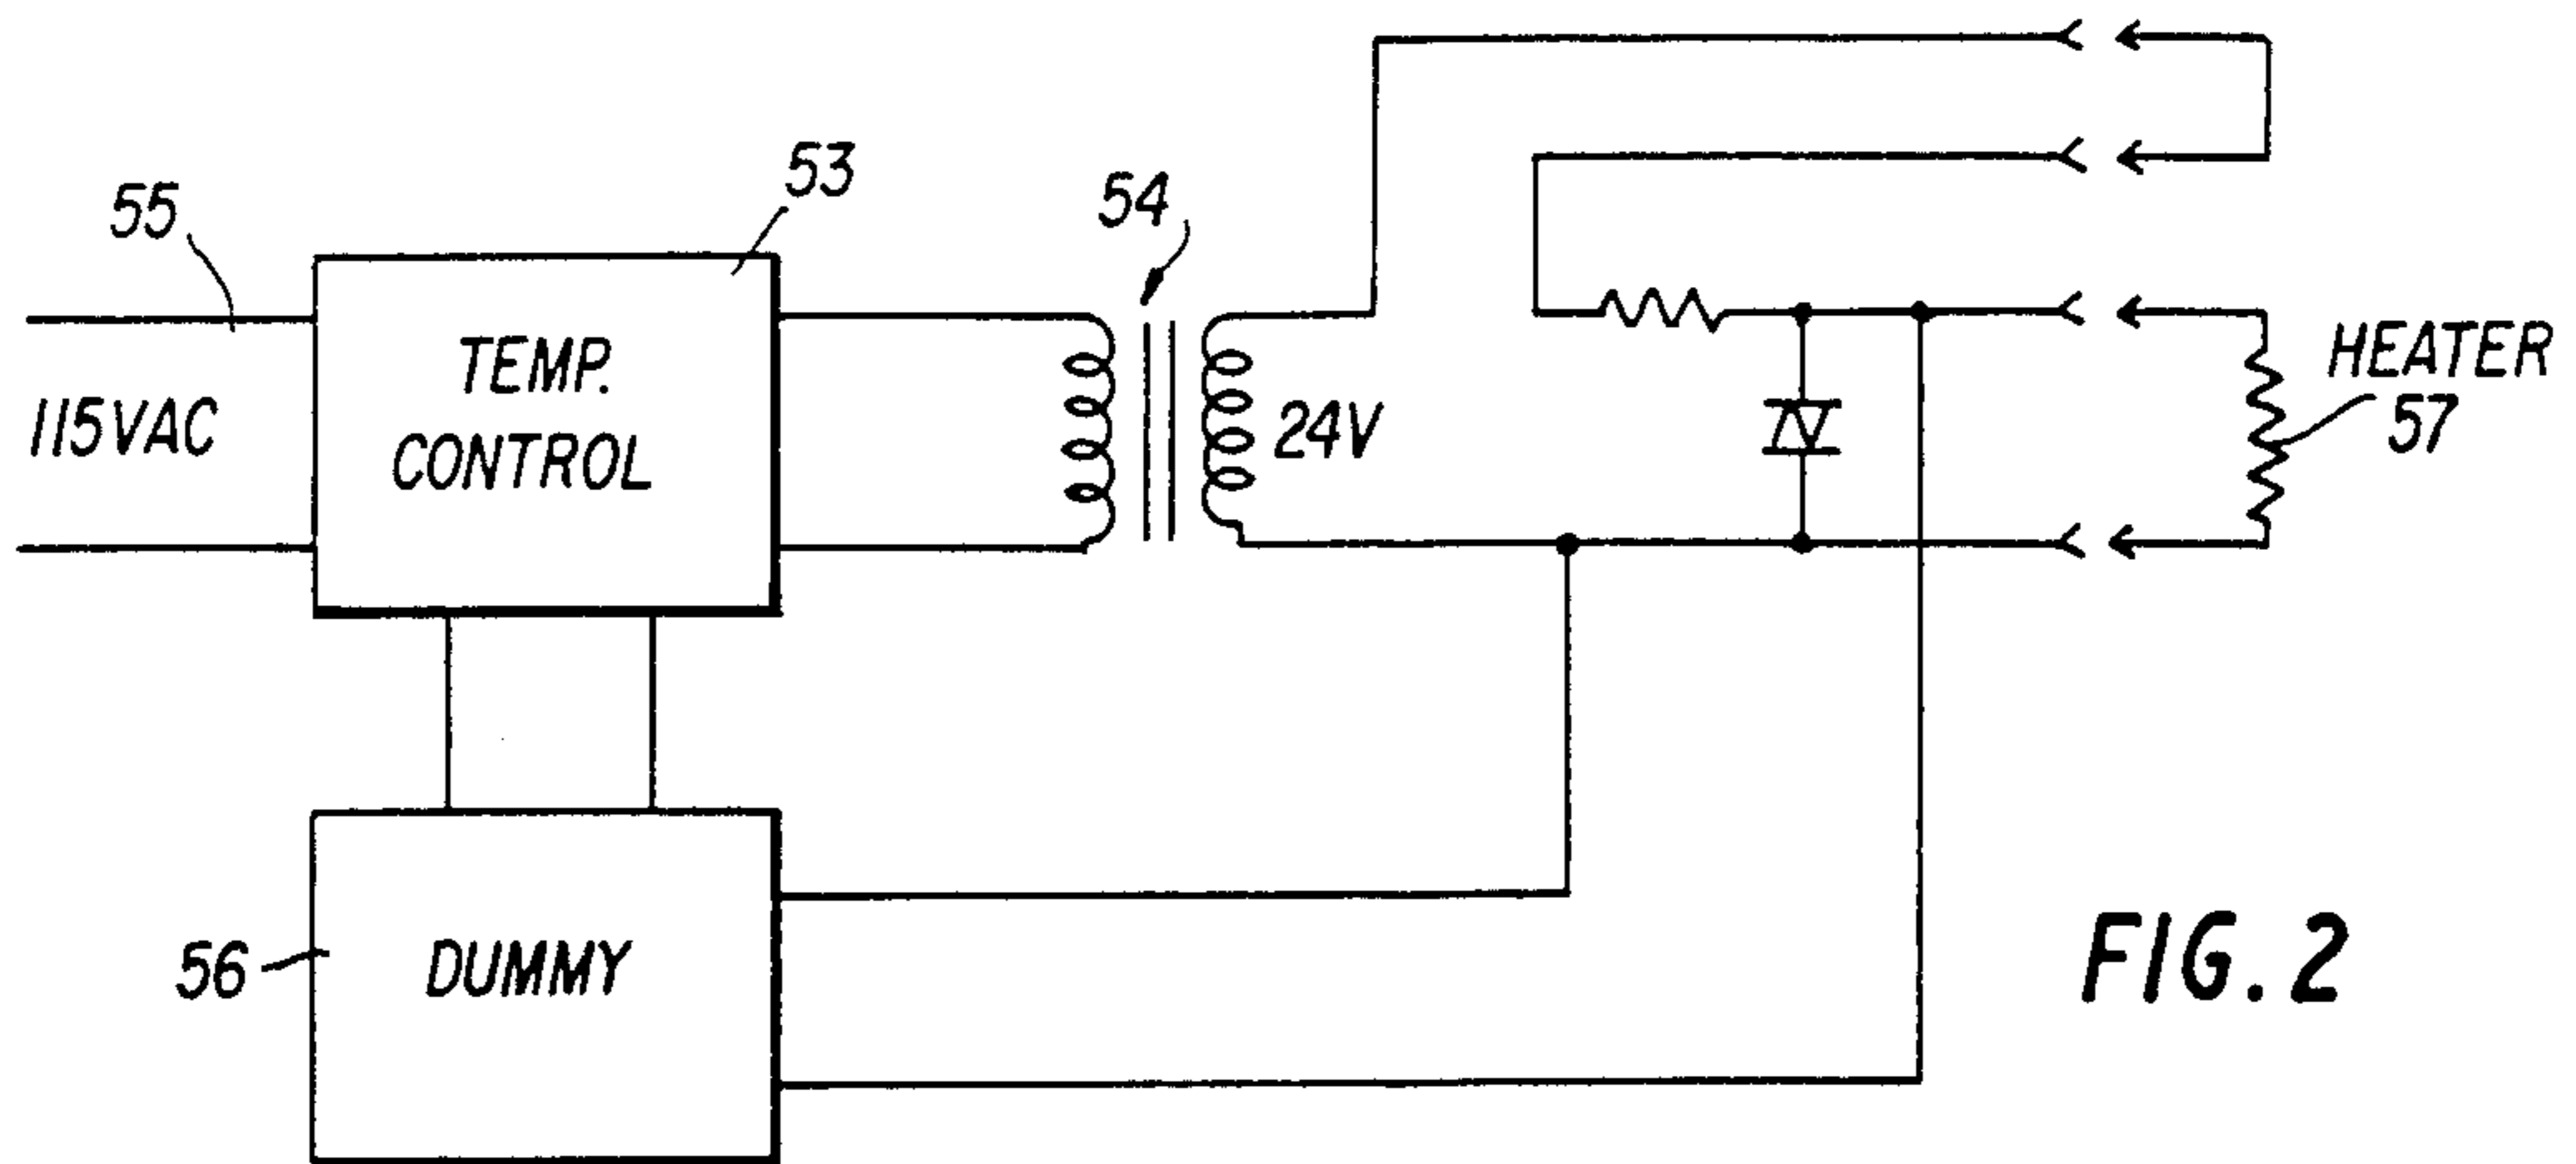 55
53
54
115VAC
TEMP.
CONTROL
24V
HEATER
57
56
DUMMY
FIG. 2